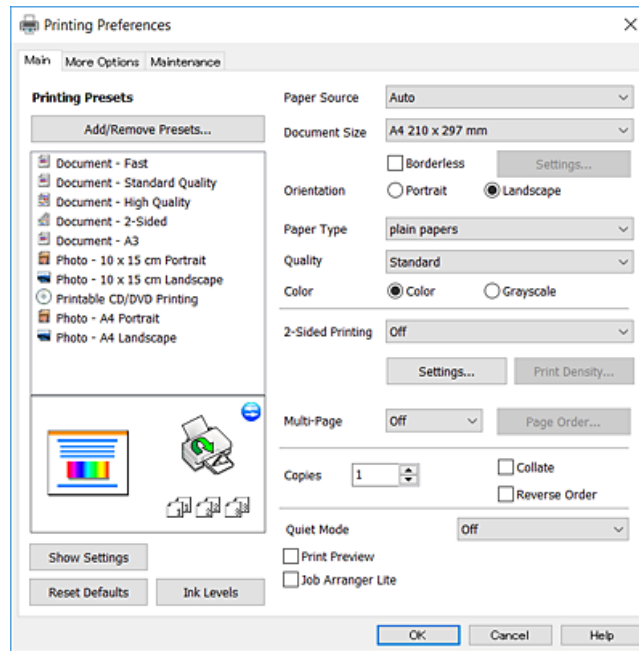 Printing Preferences
Main More Options Maintenance
Printing Presets
Add/Remove Presets...
Document - Fast
Document - Standard Quality
Document - High Quality
Document - 2-Sided
Document - A3
Photo - 10 x 15 cm Portrait
Photo - 10 x 15 cm Landscape
Printable CD/DVD Printing
Photo - A4 Portrait
Photo - A4 Landscape
Show Settings
Reset Defaults Ink Levels
Paper Source Auto
Document Size A4 210 x 297 mm
Borderless Settings...
Orientation Portrait Landscape
Paper Type plain papers
Quality Standard
Color Color Grayscale
2-Sided Printing Off
Settings... Print Density...
Multi-Page Off Page Order...
Copies 1 Collate
Reverse Order
Quiet Mode Off
Print Preview
Job Arranger Lite
OK Cancel Help